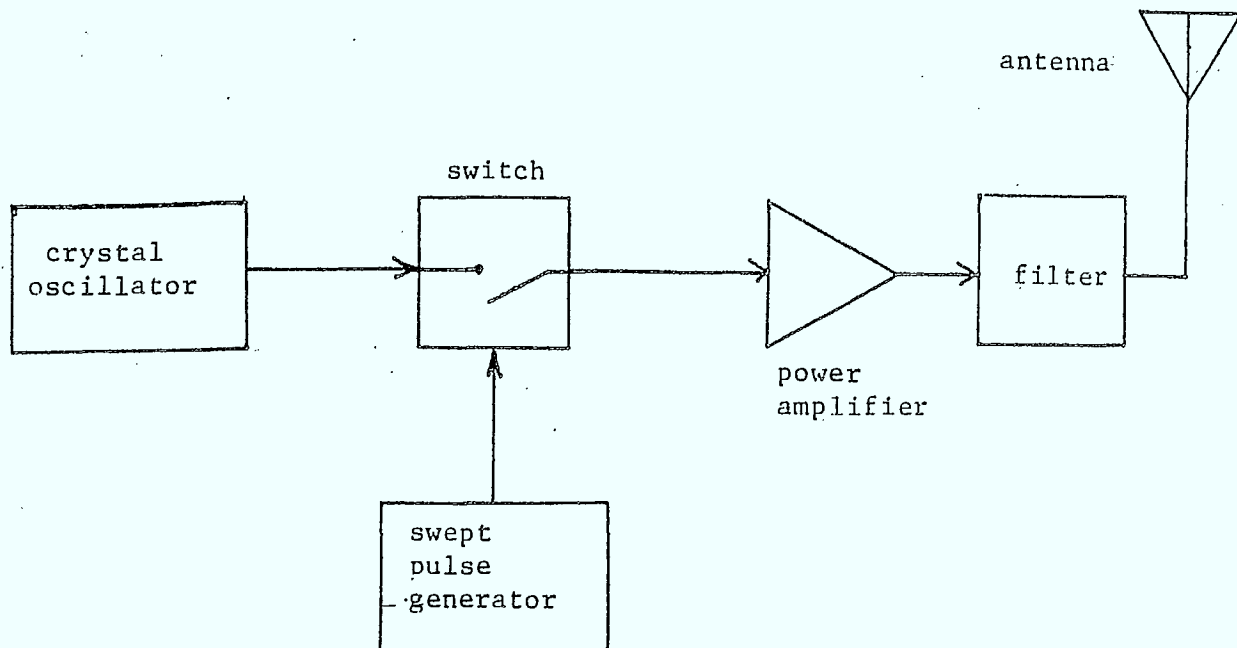 antenna
switch
crystal
oscillator
filter
power
amplifier
swept
pulse
generator